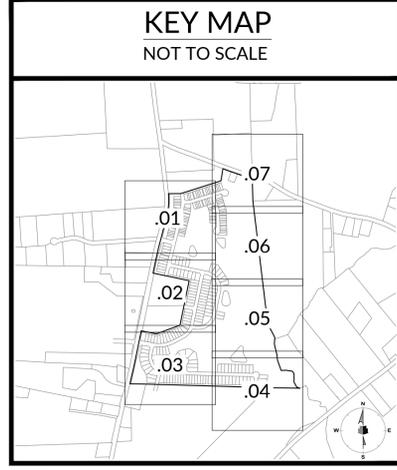 KEY MAP
NOT TO SCALE
.07
.01
.06
.02
.05
.03
.04
N
W E
S